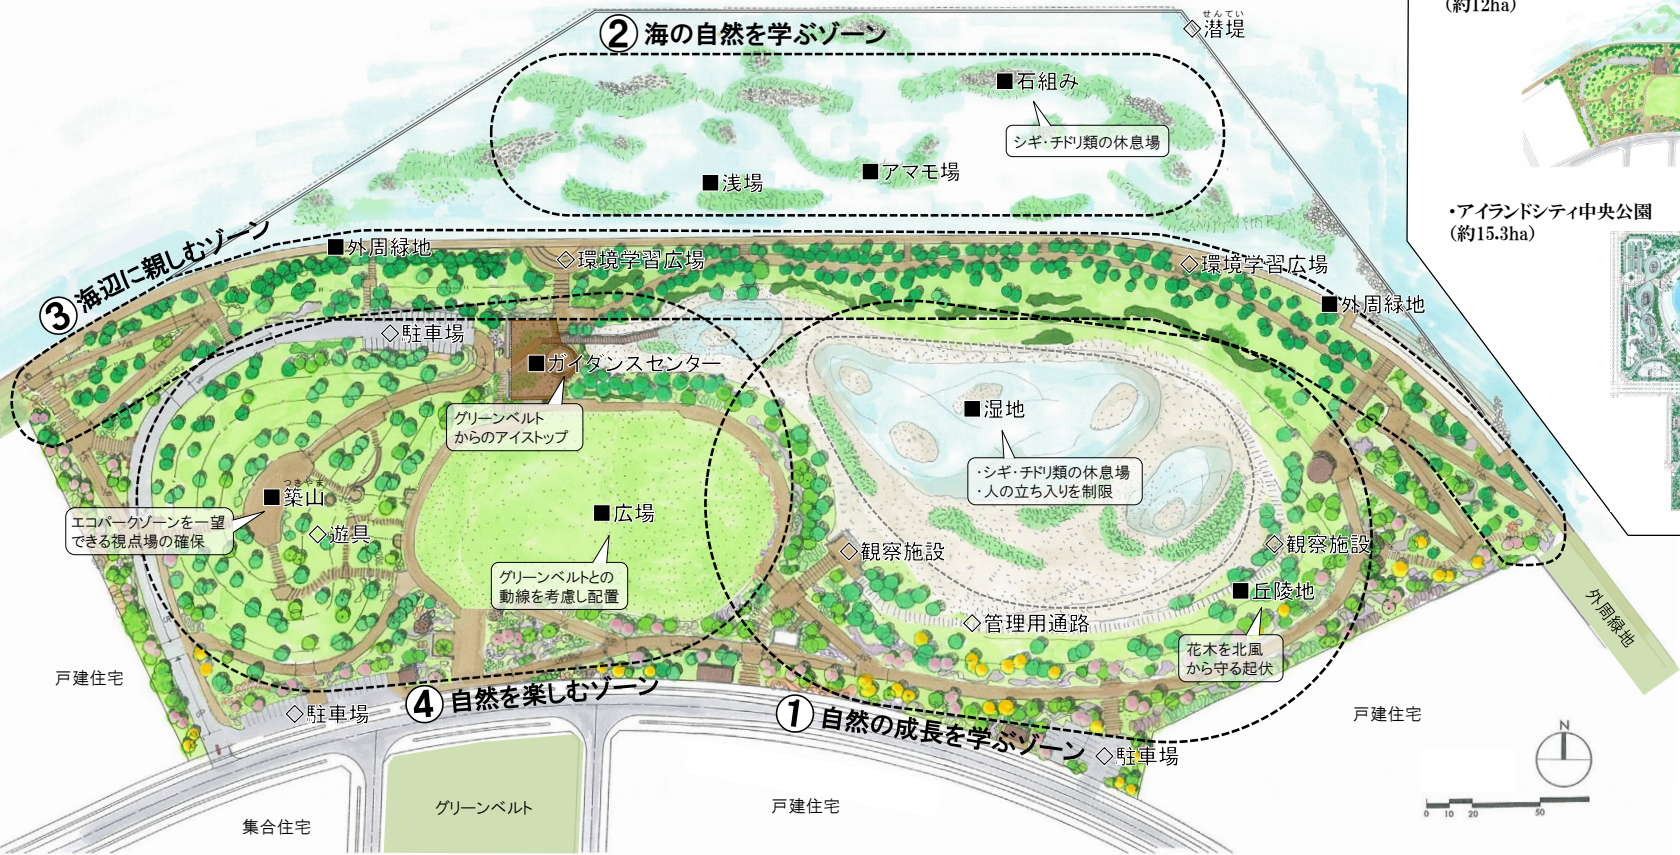 (約12ha)
せんてい
◇潜堤
② 海の自然を学ぶゾーン
■石組み
シギ・チドリ類の休息場
■アマモ場
■浅場
・アイランドシティ中央公園
(約15.3ha)
③ 海辺に親しむゾーン
■外周緑地
◇環境学習広場
◇環境学習広場
■外周緑地
◇駐車場
■ガイダンスセンター
グリーンベルト
からのアイストップ
■湿地
・シギ・チドリ類の休息場
・人の立ち入りを制限
つきやま
■築山
エコパークゾーンを一望
できる視点場の確保
◇遊具
■広場
グリーンベルトとの
動線を考慮し配置
◇観察施設
◇観察施設
■丘陵地
花木を北風
から守る起伏
◇管理用通路
外周緑地
戸建住宅
◇駐車場
④ 自然を楽しむゾーン
① 自然の成長を学ぶゾーン
◇駐車場
戸建住宅
グリーンベルト
集合住宅
戸建住宅
N
0 10 20 50